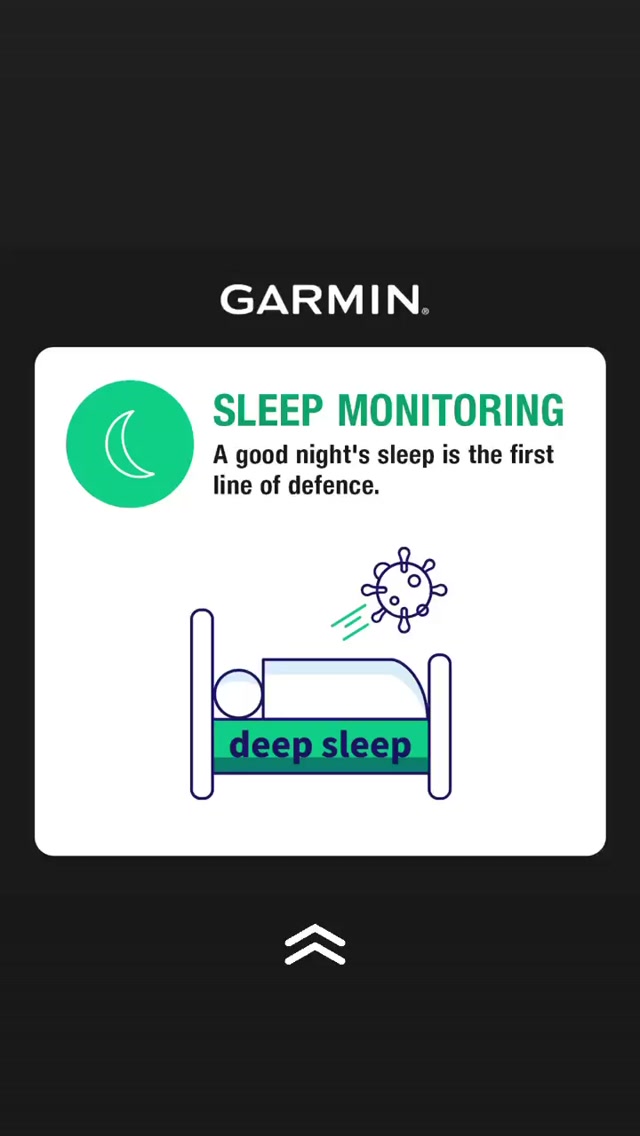 GARMIN®
SLEEP MONITORING
A good night's sleep is the first
line of defence.
deep sleep